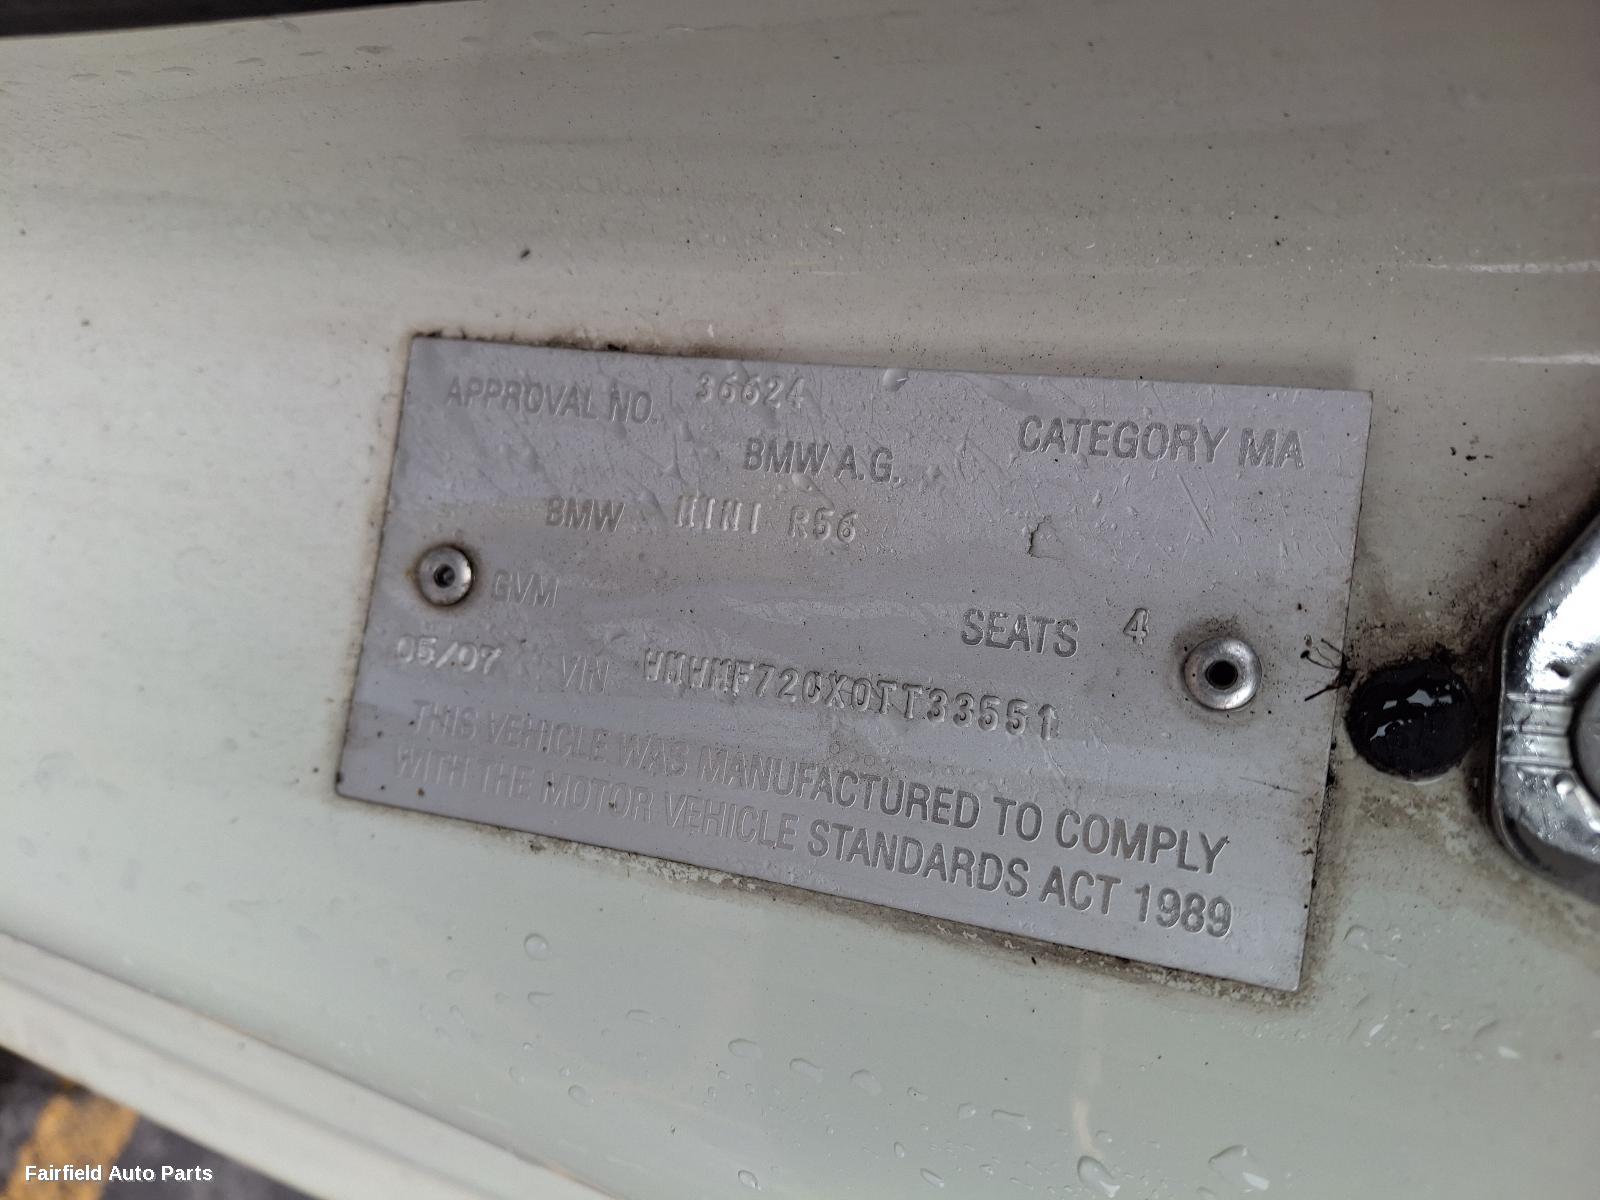 APPROVAL NO. 36624
CATEGORY MA
BMW A.G.
BMW MINI R56
GVM
SEATS 4
05/07 VIN WMWMF720X0TT33551
THIS VEHICLE WAS MANUFACTURED TO COMPLY
WITH THE MOTOR VEHICLE STANDARDS ACT 1989
Fairfield Auto Parts